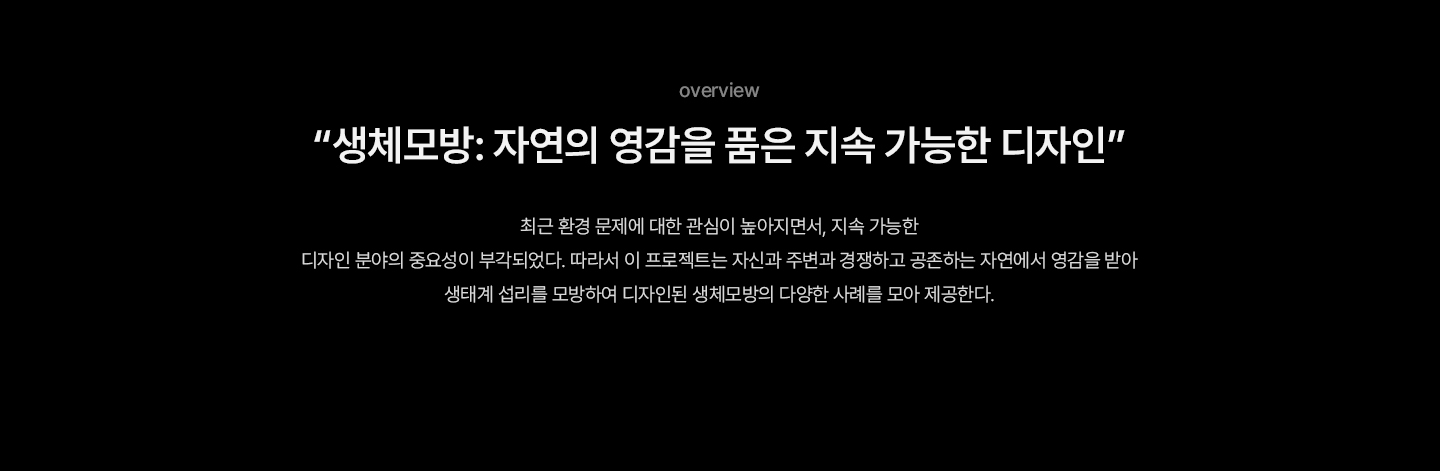 overview
“생체모방: 자연의 영감을 품은 지속 가능한 디자인”
최근 환경 문제에 대한 관심이 높아지면서, 지속 가능한
디자인 분야의 중요성이 부각되었다. 따라서 이 프로젝트는 자신과 주변과 경쟁하고 공존하는 자연에서 영감을 받아
생태계 섭리를 모방하여 디자인된 생체모방의 다양한 사례를 모아 제공한다.